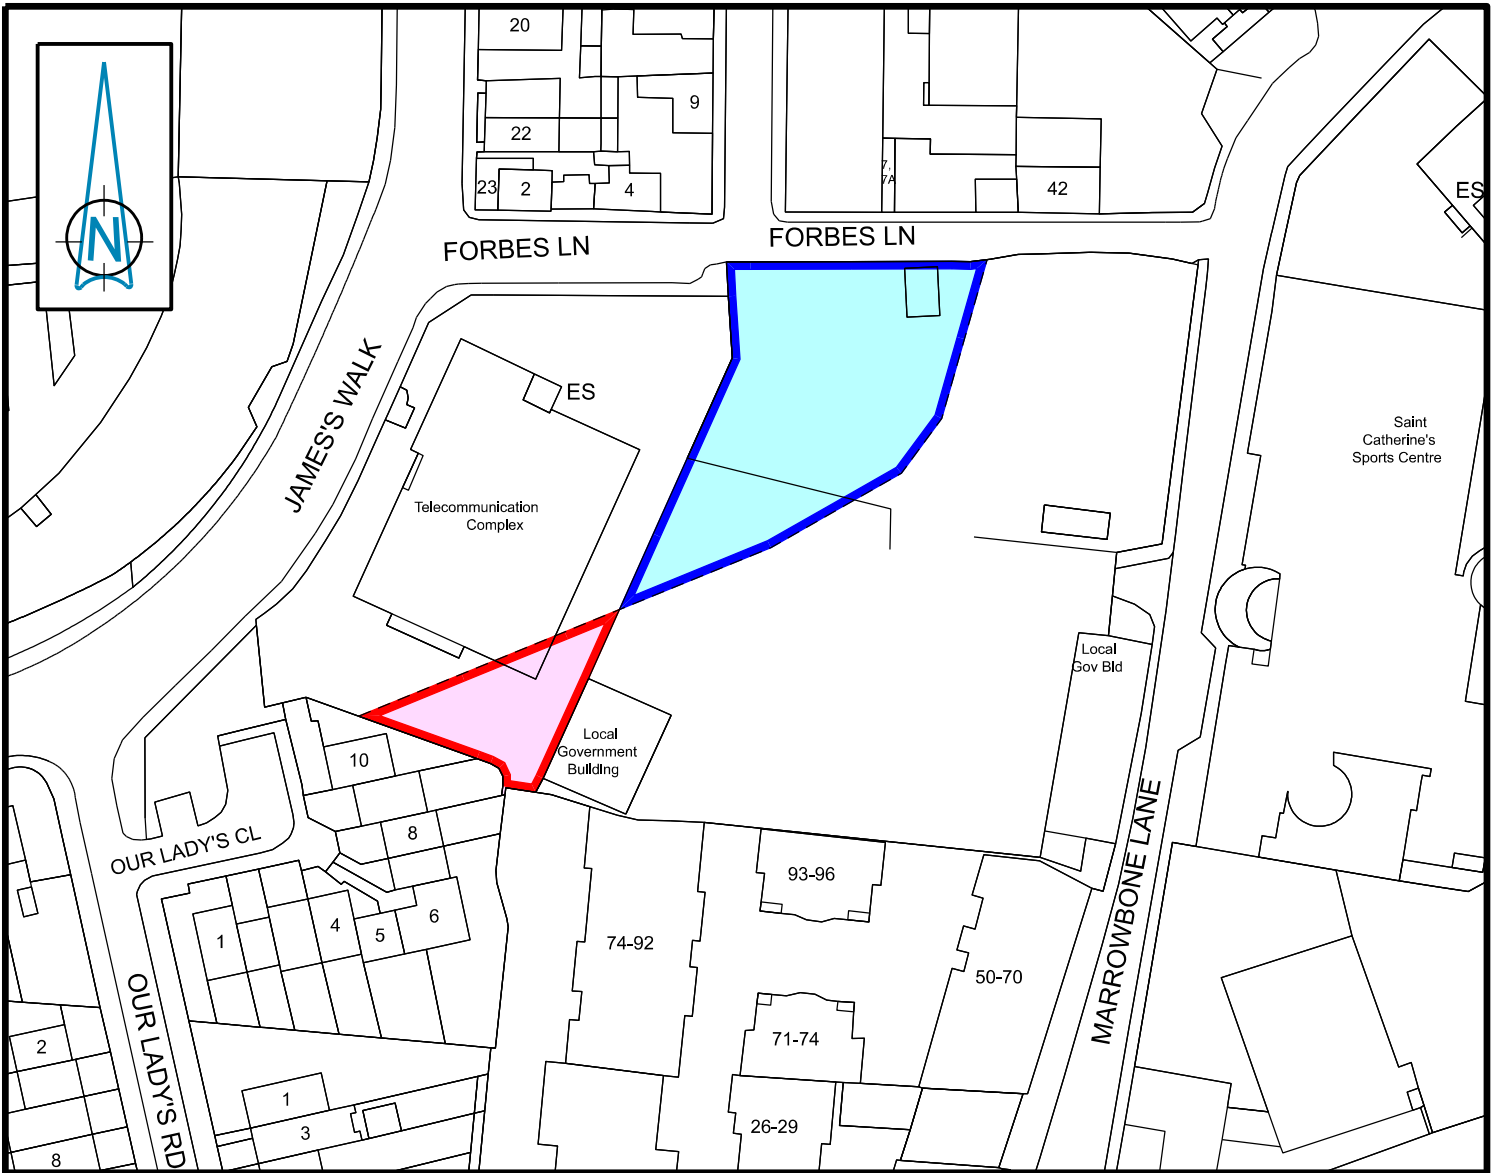 20
9
22
23
2
4
7,
7A
42
ES
N
FORBES LN
FORBES LN
JAMES'S WALK
ES
Saint
Catherine's
Sports Centre
Telecommunication
Complex
Local
Gov Bld
Local
Government
Building
10
8
OUR LADY'S CL
93-96
MARROWBONE LANE
1
4
5
6
74-92
50-70
OUR LADY'S RD
2
71-74
1
3
26-29
8